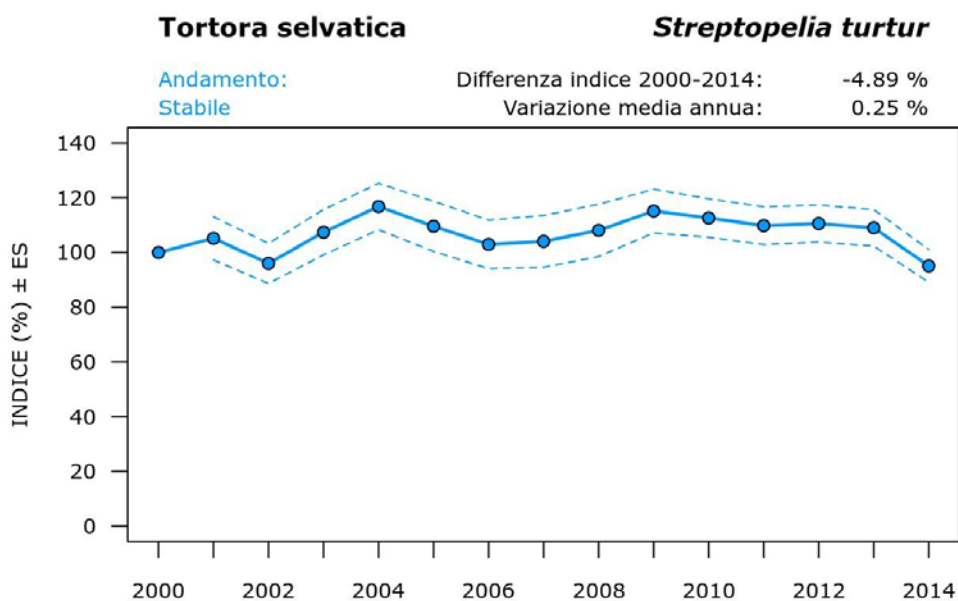 Tortora selvatica Streptopelia turtur
Andamento: Differenza indice 2000-2014: -4.89 %
Stabile Variazione media annua: 0.25 %
INDICE (%) ± ES
140
120
100
80
60
40
20
0
2000 2002 2004 2006 2008 2010 2012 2014